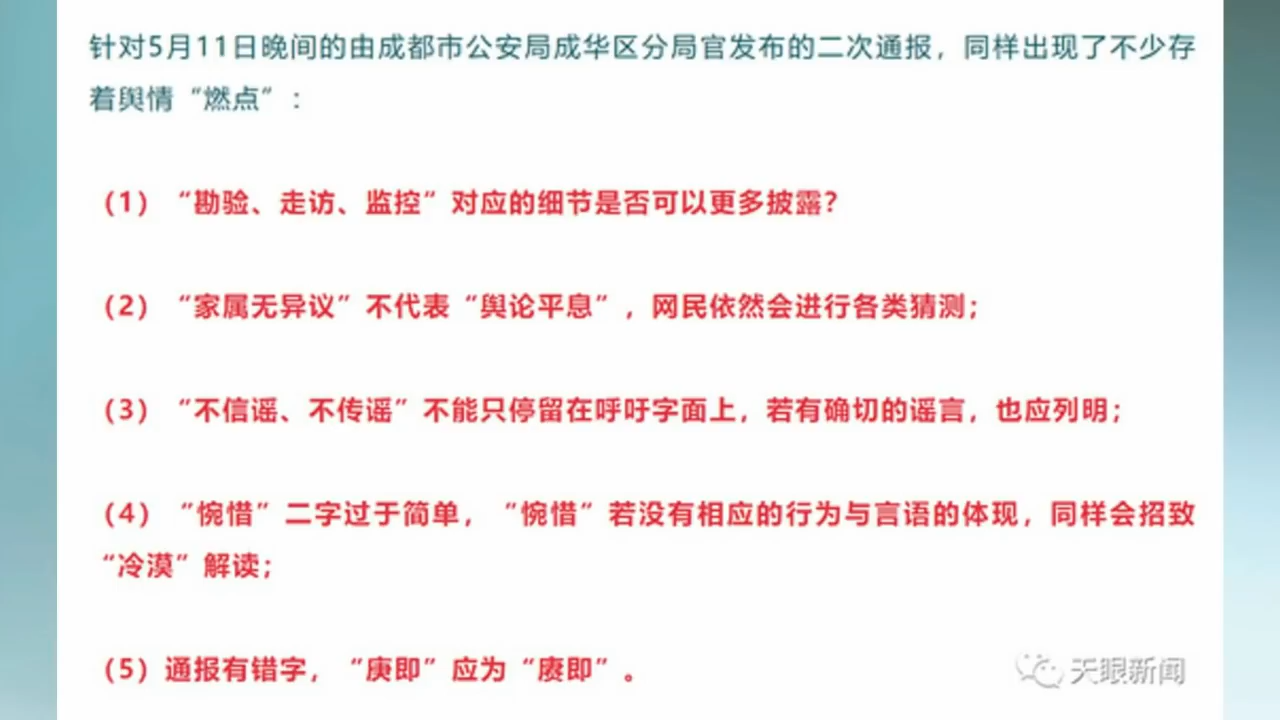 针对5月11日晚间的由成都市公安局成华区分局官发布的二次通报，同样出现了不少存
着舆情“燃点”：
（1）“勘验、走访、监控”对应的细节是否可以更多披露？
（2）“家属无异议”不代表“舆论平息”，网民依然会进行各类猜测；
（3）“不信谣、不传谣”不能只停留在呼吁字面上，若有确切的谣言，也应列明；
（4）“惋惜”二字过于简单，“惋惜”若没有相应的行为与言语的体现，同样会招致
“冷漠”解读；
（5）通报有错字，“庚即”应为“赓即”。
天眼新闻